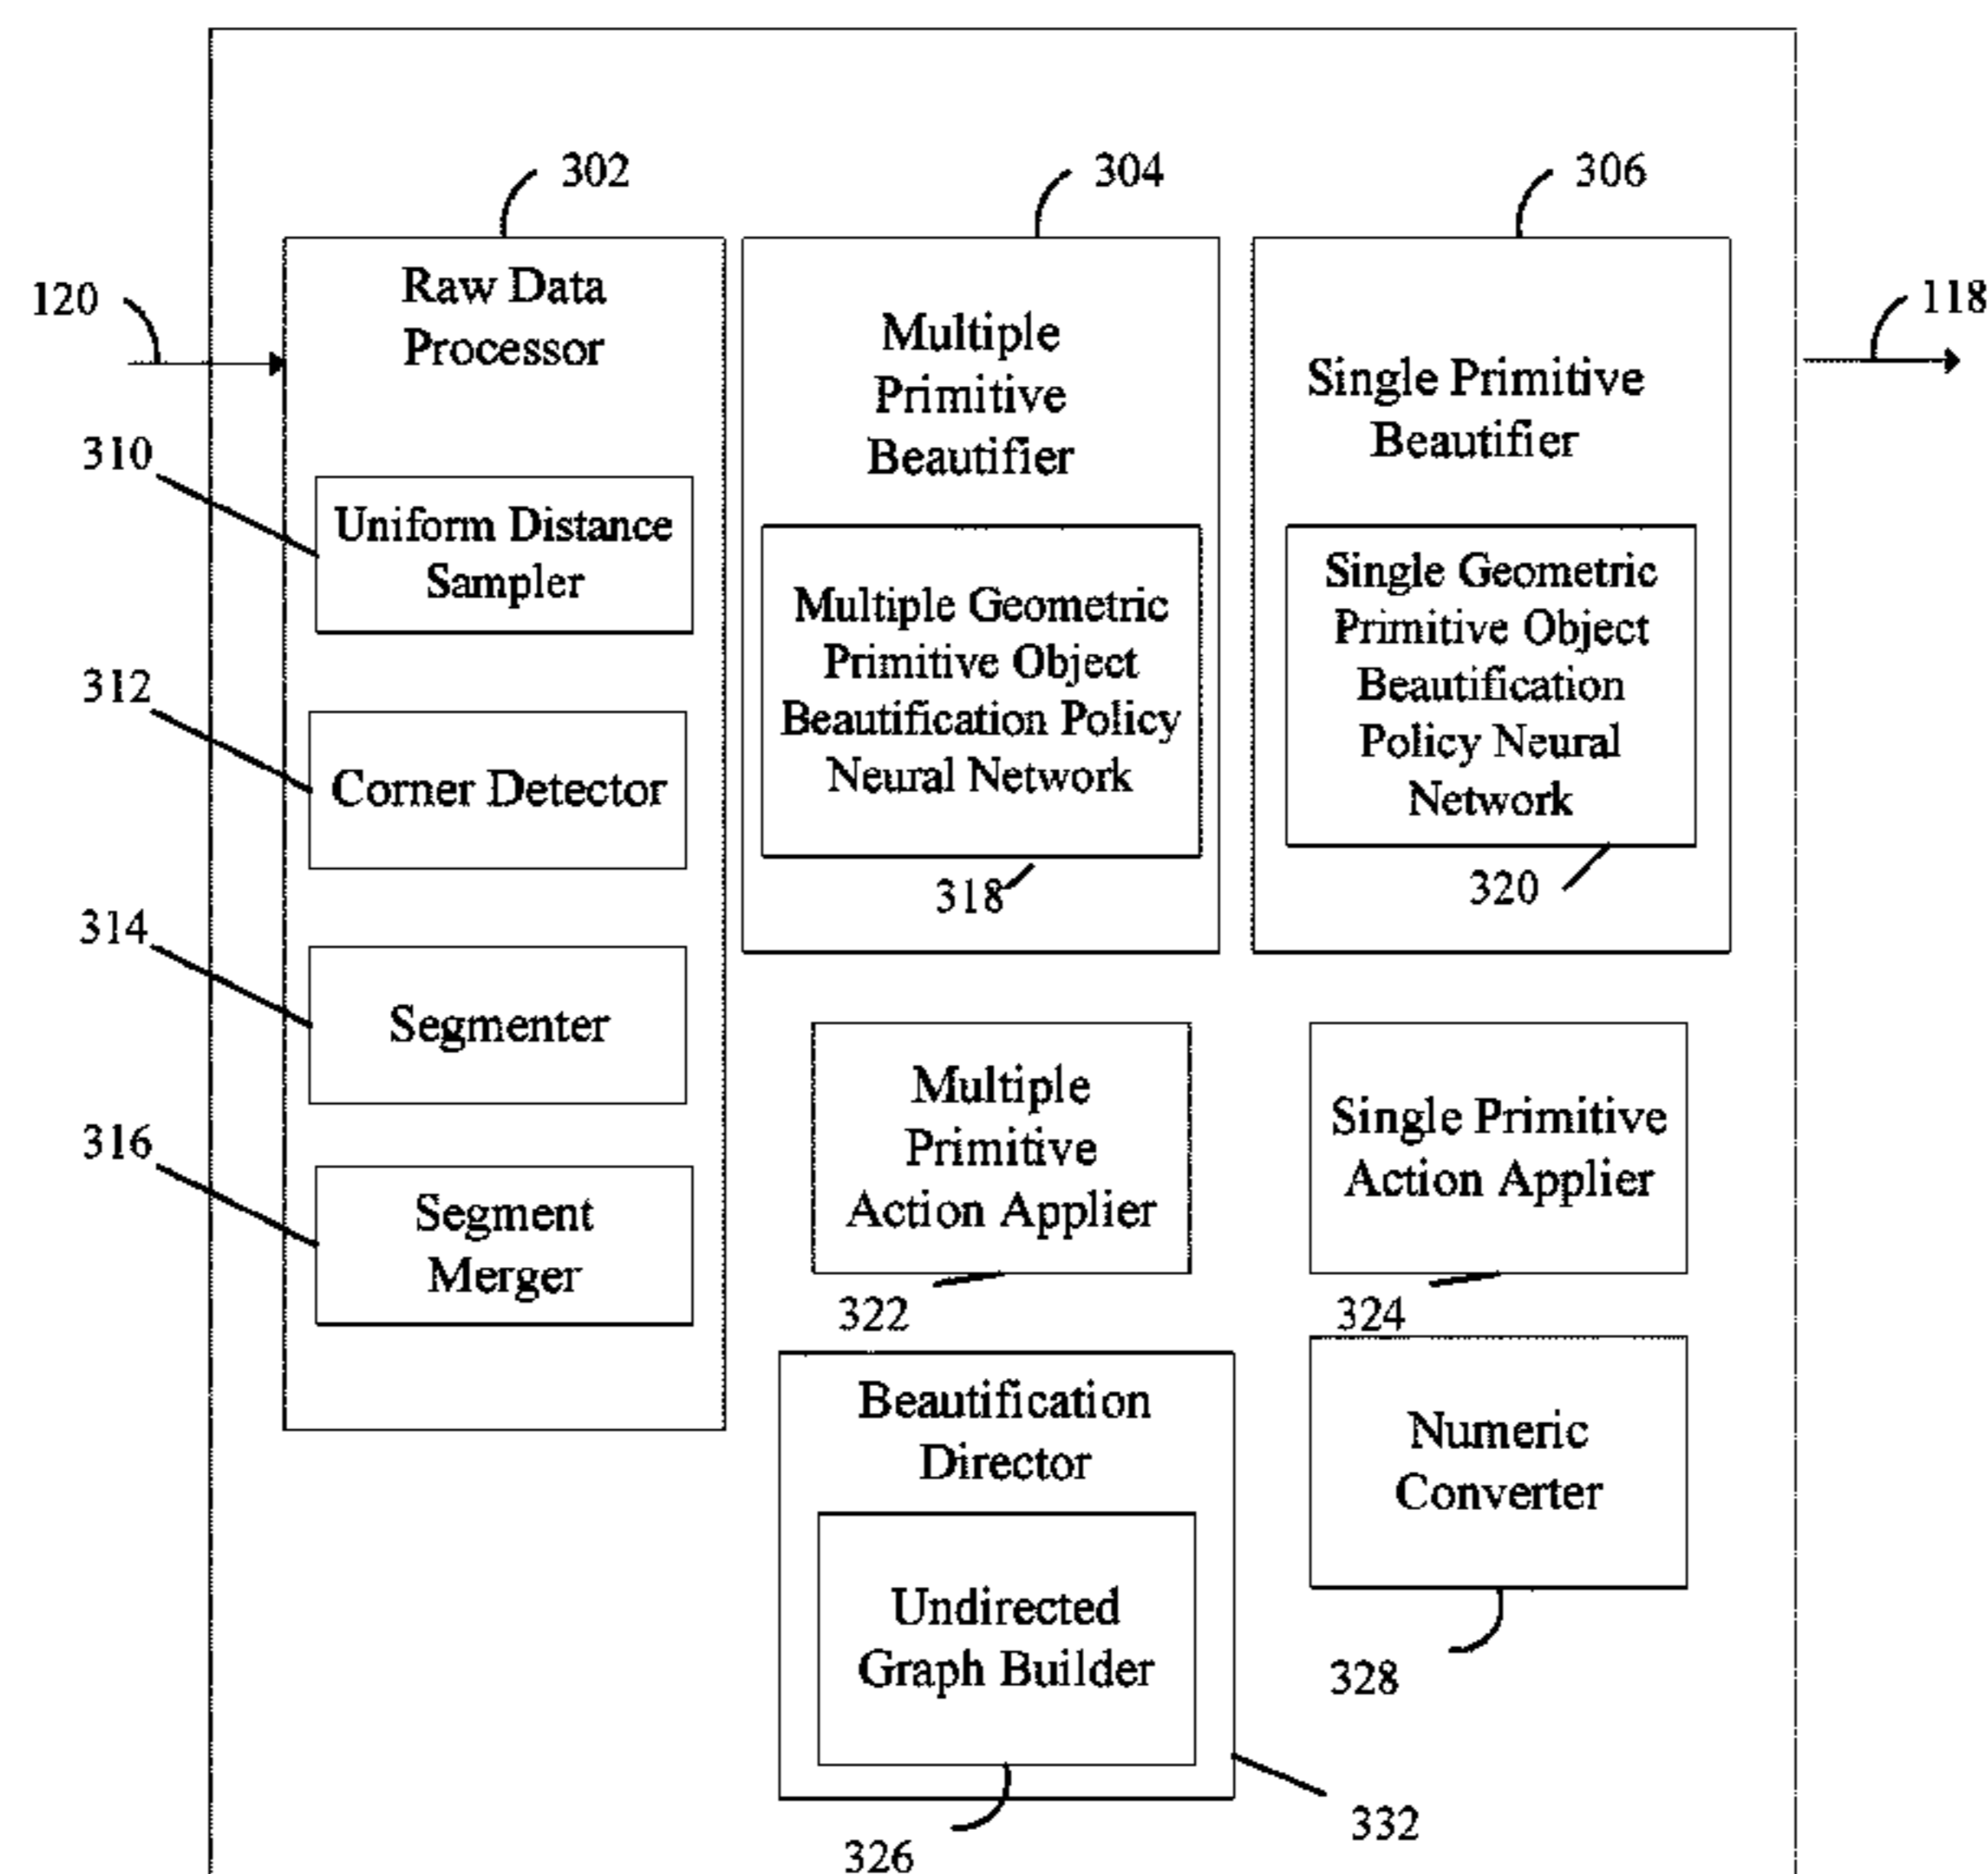 302
304
306
120
118
Raw Data
Processor
310
Uniform Distance
Sampler
312
Corner Detector
314
Segmenter
316
Segment
Merger
Multiple
Primitive
Beautifier
Multiple Geometric
Primitive Object
Beautification Policy
Neural Network
318
Single Primitive
Beautifier
Single Geometric
Primitive Object
Beautification
Policy Neural
Network
320
Multiple
Primitive
Action Applier
322
Single Primitive
Action Applier
324
Beautification
Director
Undirected
Graph Builder
326
332
Numeric
Converter
328